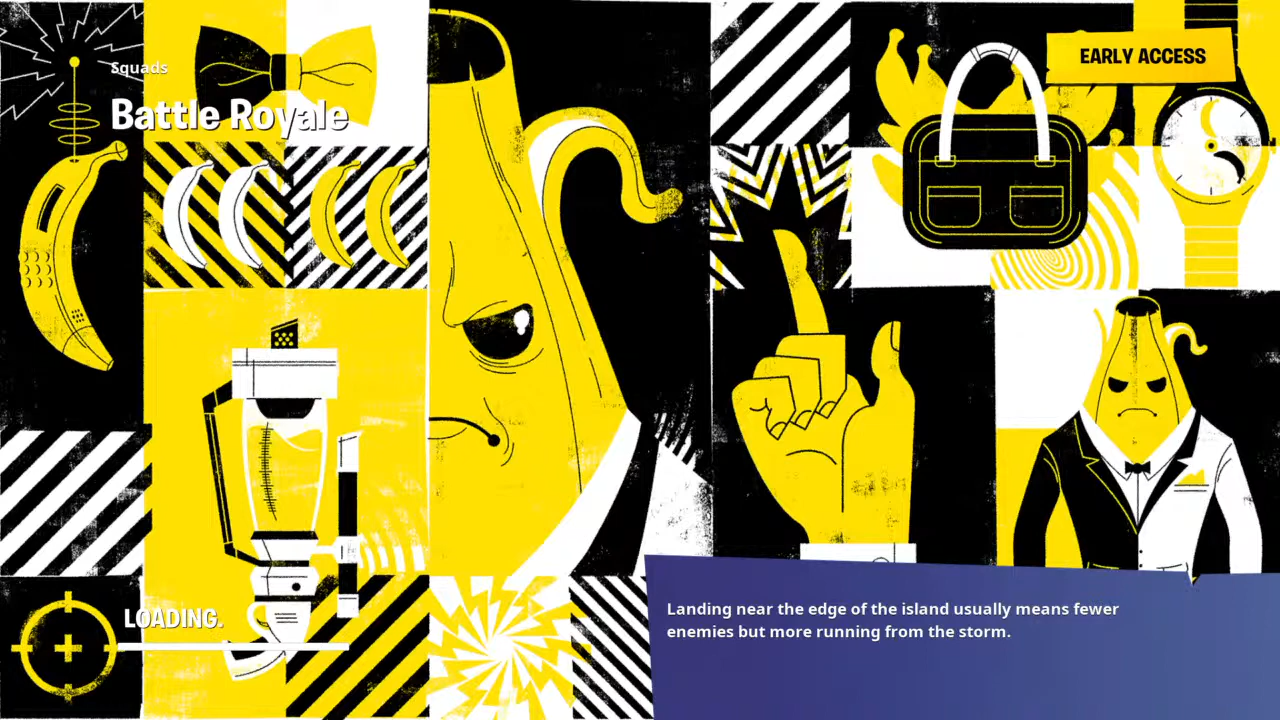 Squads
Battle Royale
EARLY ACCESS
LOADING.
Landing near the edge of the island usually means fewer
enemies but more running from the storm.